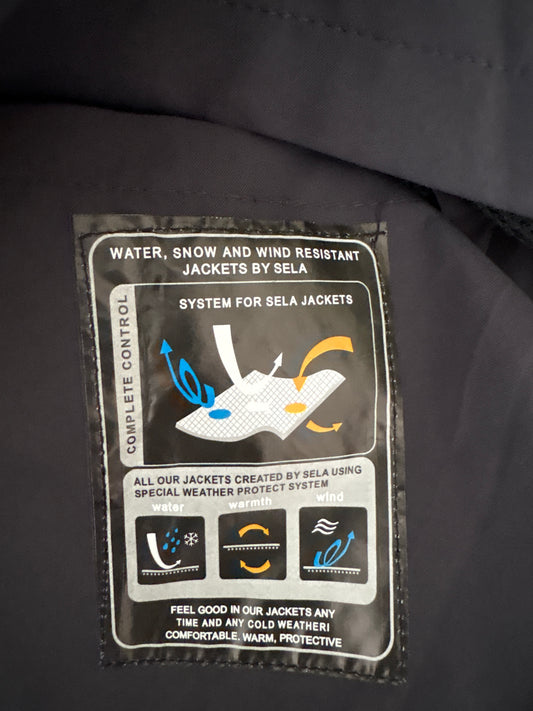 WATER, SNOW AND WIND RESISTANT
JACKETS BY SELA
COMPLETE CONTROL
SYSTEM FOR SELA JACKETS
ALL OUR JACKETS CREATED BY SELA USING
SPECIAL WEATHER PROTECT SYSTEM
water
warmth
wind
FEEL GOOD IN OUR JACKETS ANY
TIME AND ANY COLD WEATHERI
COMFORTABLE. WARM, PROTECTIVE